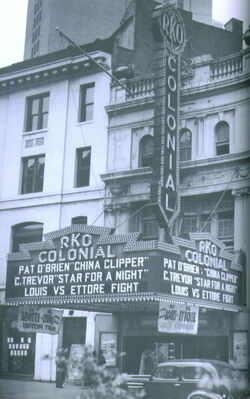 RKO
COLONIAL
RKO
COLONIAL
PAT O'BRIEN "CHINA CLIPPER"
C. TREVOR "STAR FOR A NIGHT"
LOUIS VS ETTORE FIGHT
RKO
COLONIAL
PAT O'BRIEN: "CHINA CLIPPER"
C. TREVOR "STAR FOR A NIGHT"
LOUIS VS ETTORE FIGHT